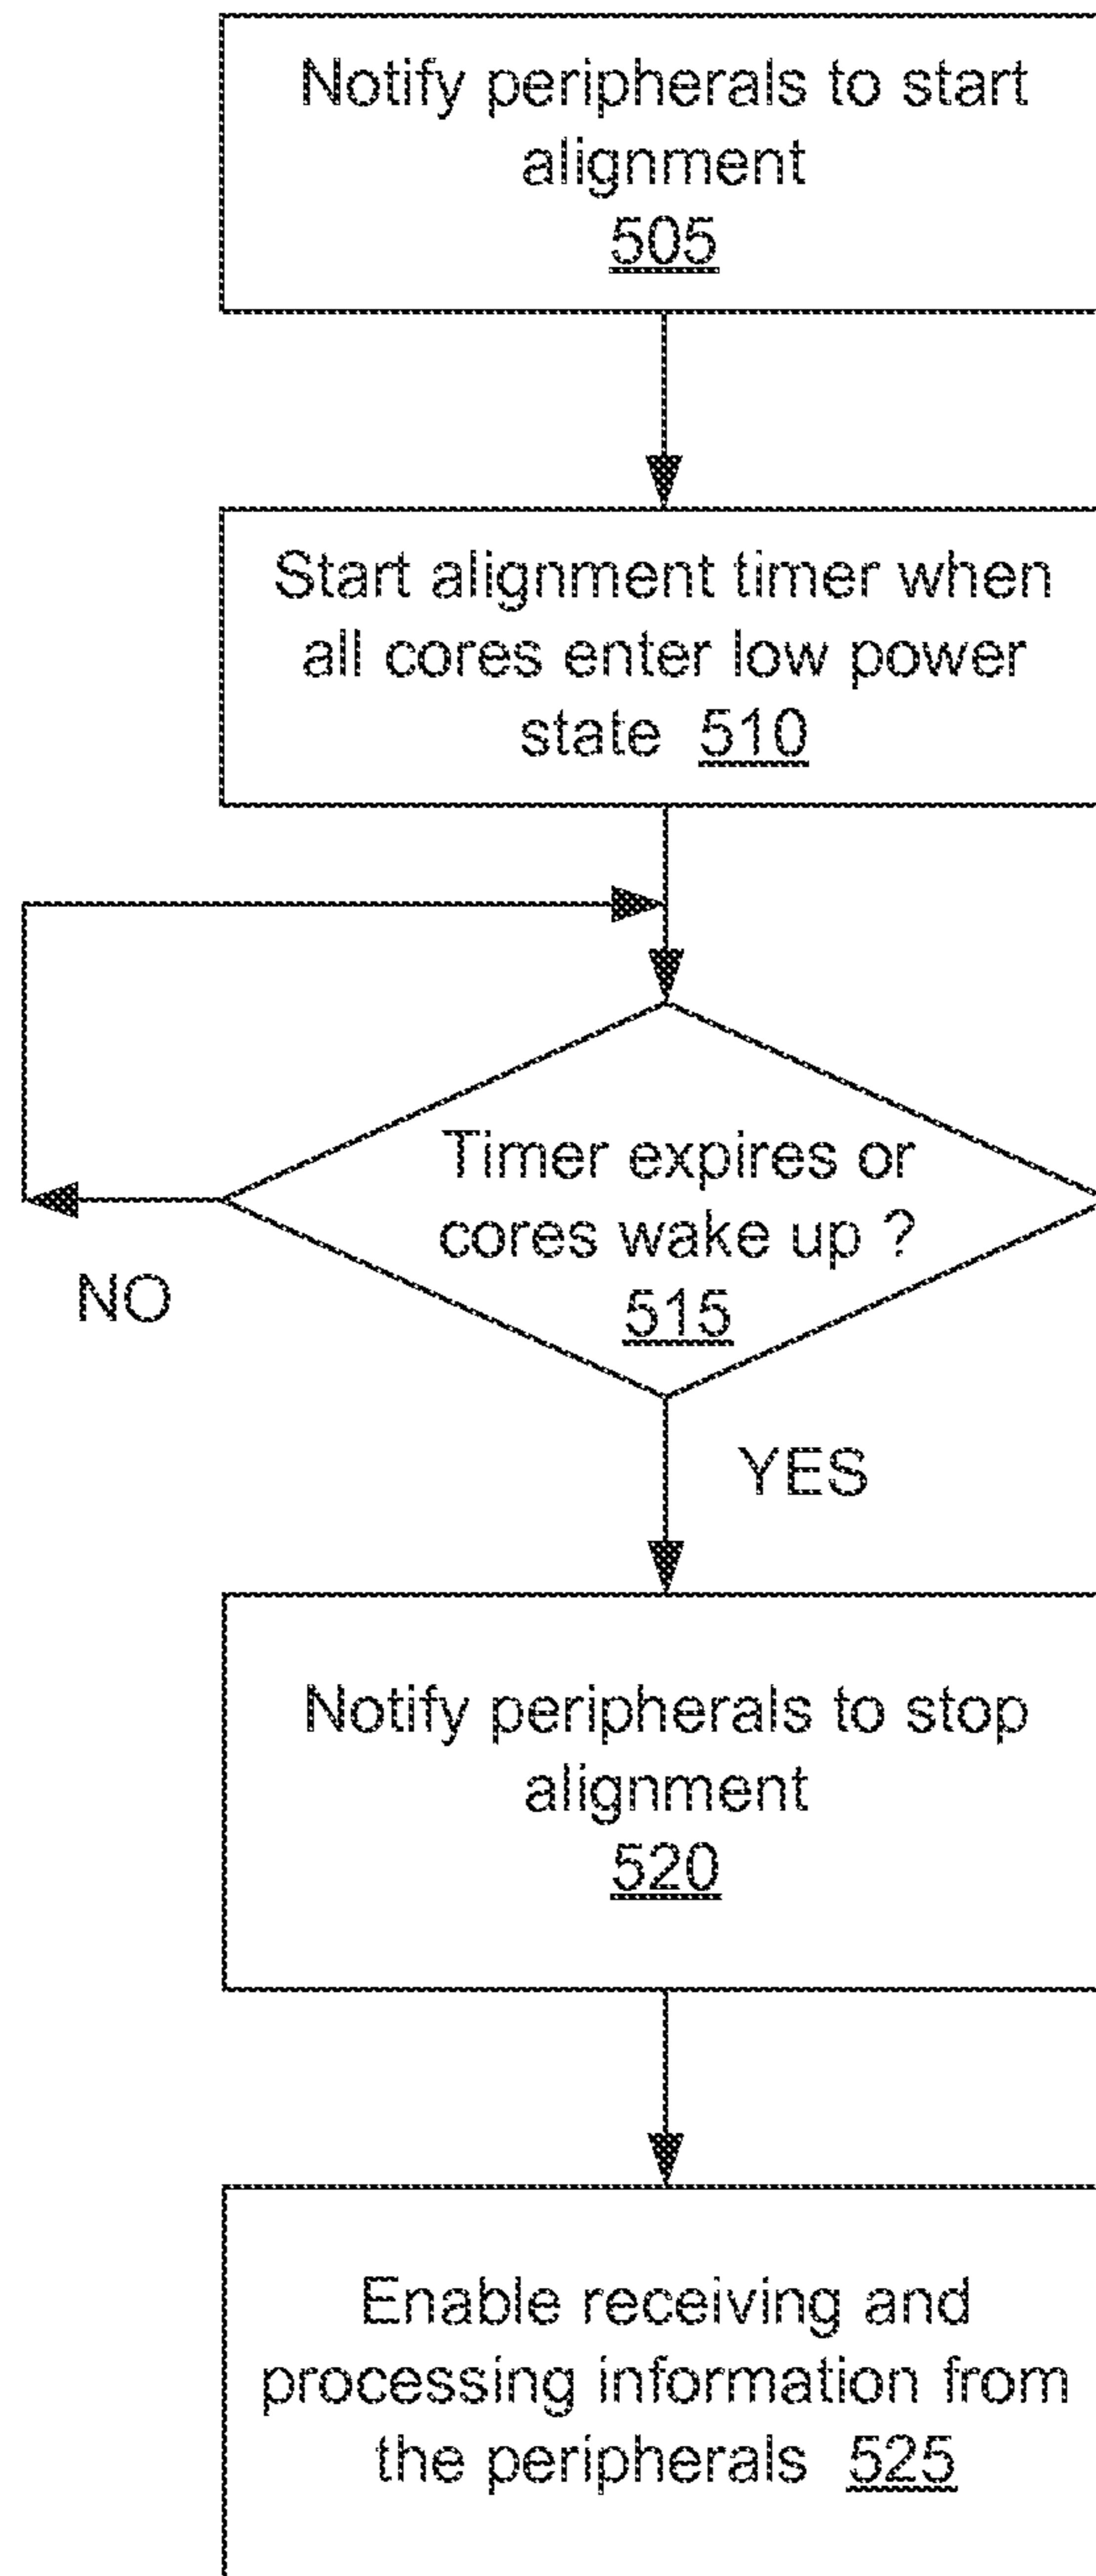 Notify peripherals to start
alignment
505
Start alignment timer when
all cores enter low power
state 510
Timer expires or
cores wake up ?
515
NO
YES
Notify peripherals to stop
alignment
520
Enable receiving and
processing information from
the peripherals 525